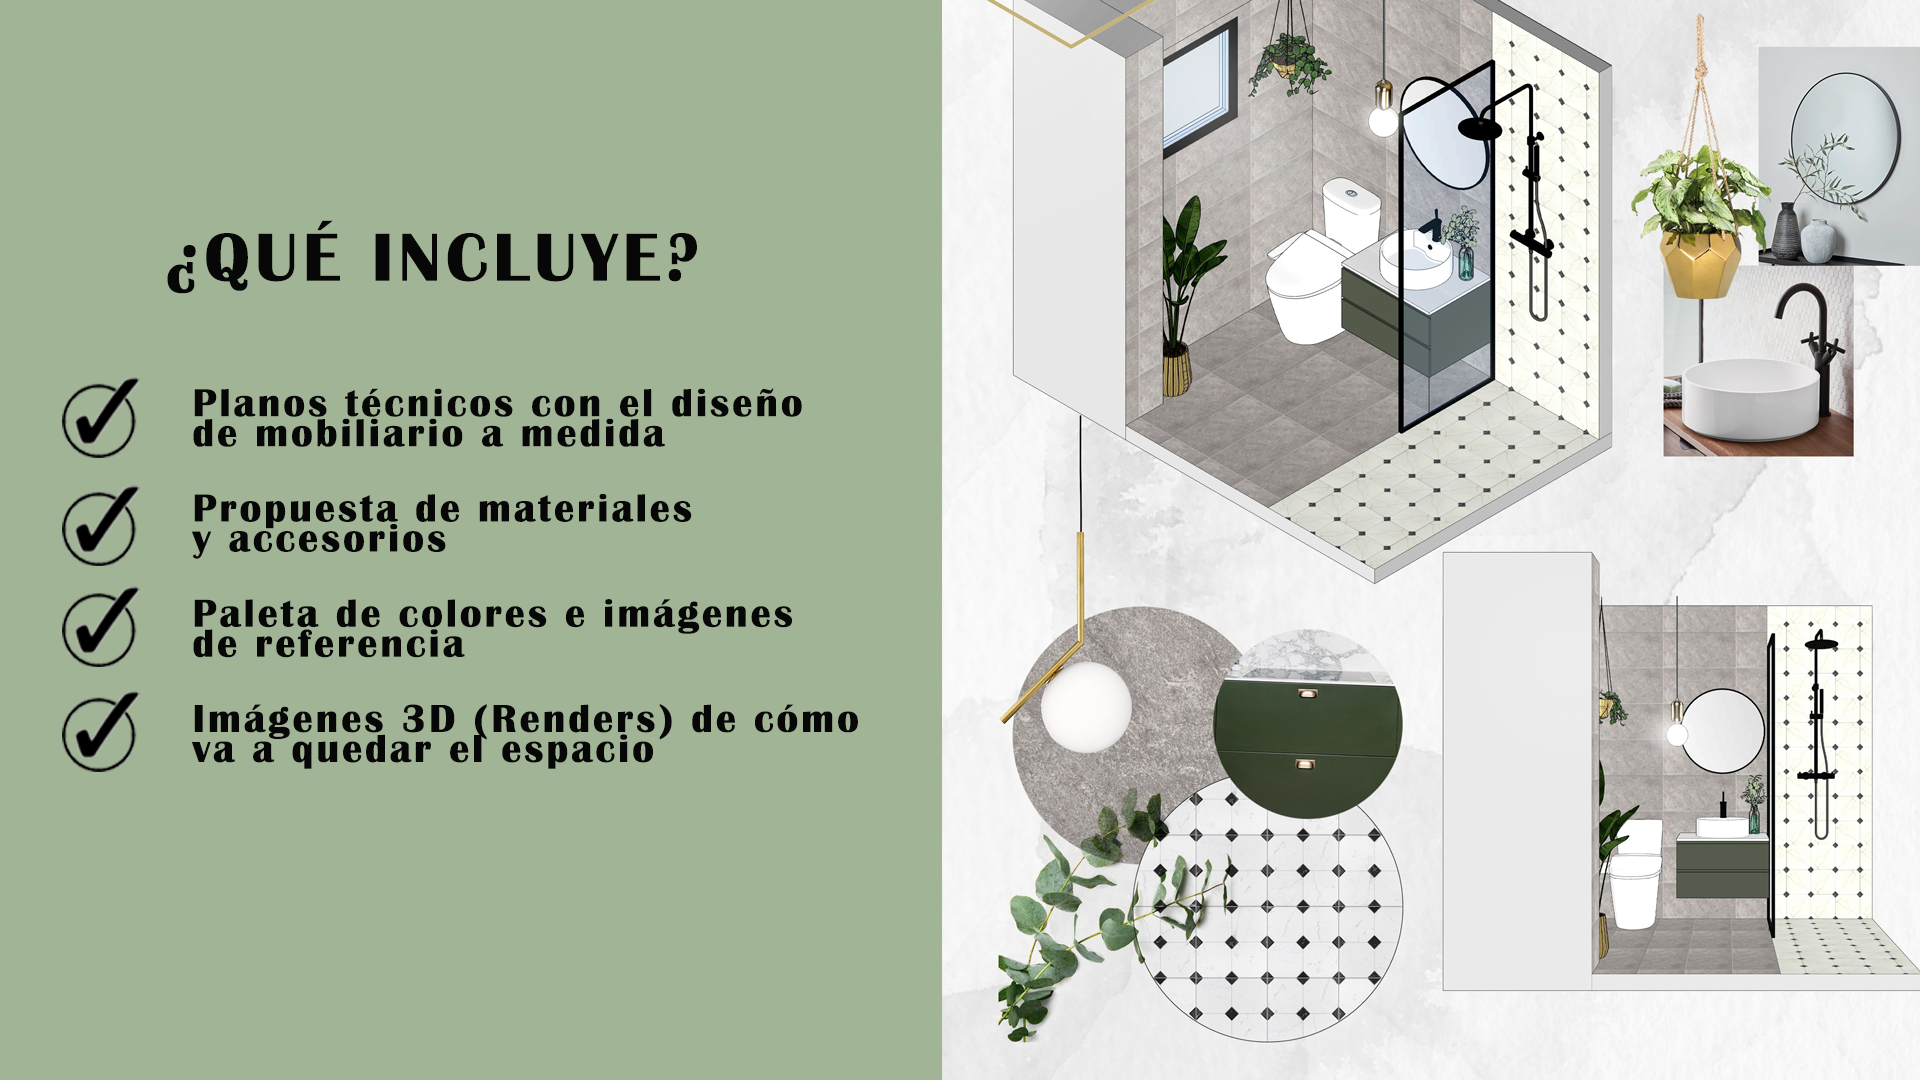 ¿QUÉ INCLUYE?
Planos técnicos con el diseño
de mobiliario a medida
Propuesta de materiales
y accesorios
Paleta de colores e imágenes
de referencia
Imágenes 3D (Renders) de cómo
va a quedar el espacio